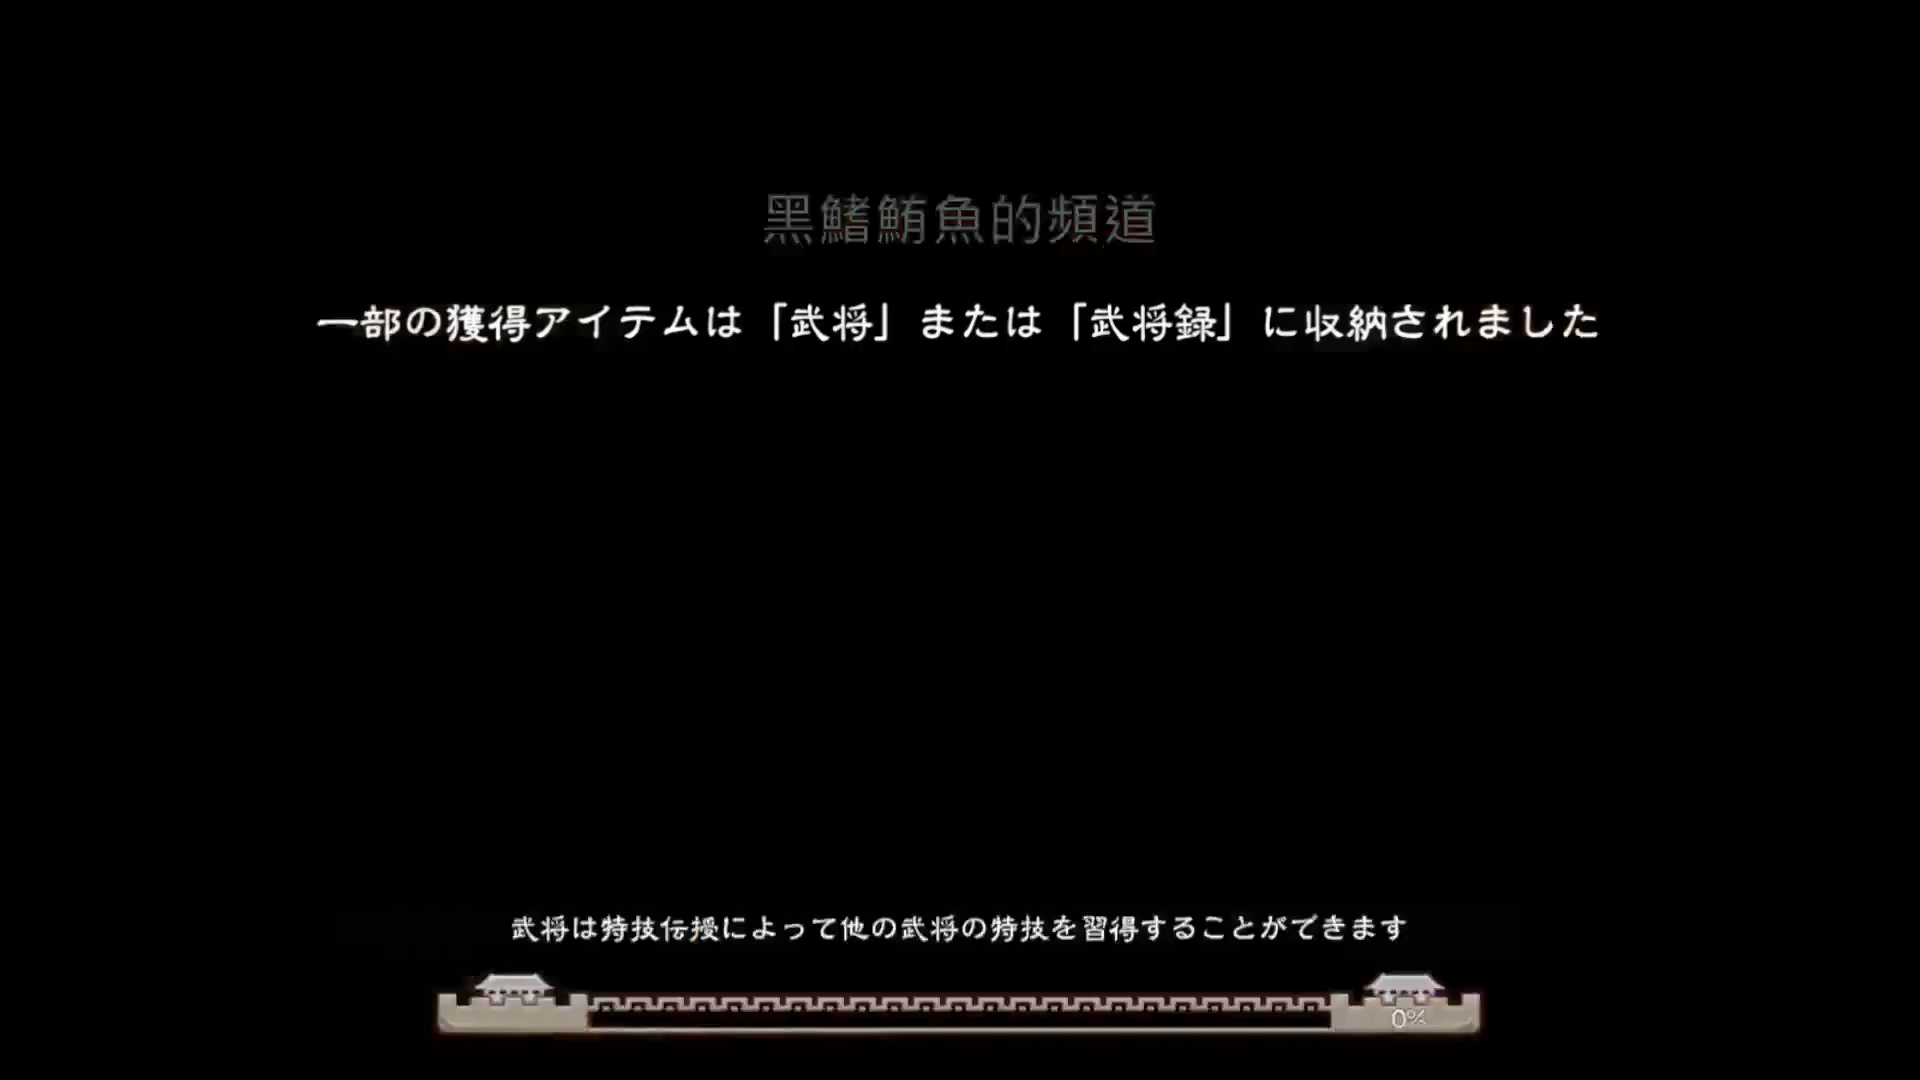 黑鰭鮪魚的頻道
一部の獲得アイテムは「武将」または「武将録」に収納されました
武将は特技伝授によって他の武将の特技を習得することができます
0%